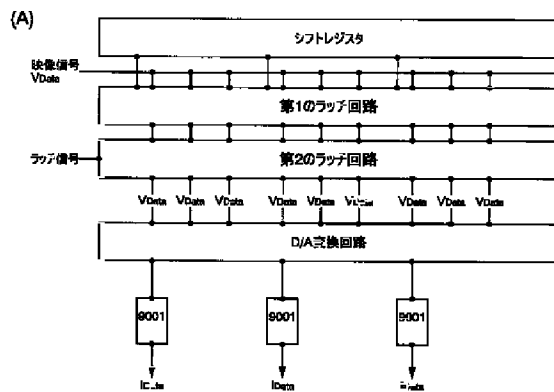 (A)
シフトレジスタ
映像信号
VData
第1のラッチ回路
ラッチ信号
第2のラッチ回路
VData VData VData VData VData VData VData VData VData
D/A変換回路
9001 9001 9001
IData IData IData